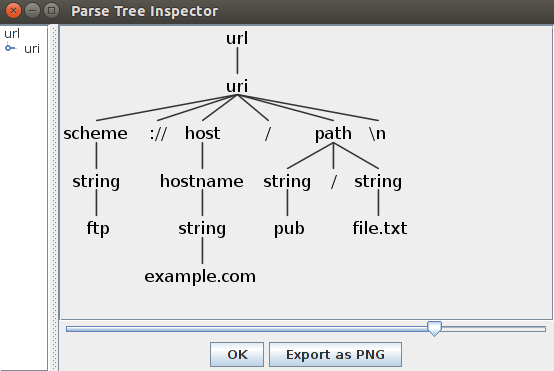 Parse Tree Inspector
url
uri
url
uri
scheme :// host / path \n
string hostname string / string
ftp string pub file.txt
example.com
OK Export as PNG